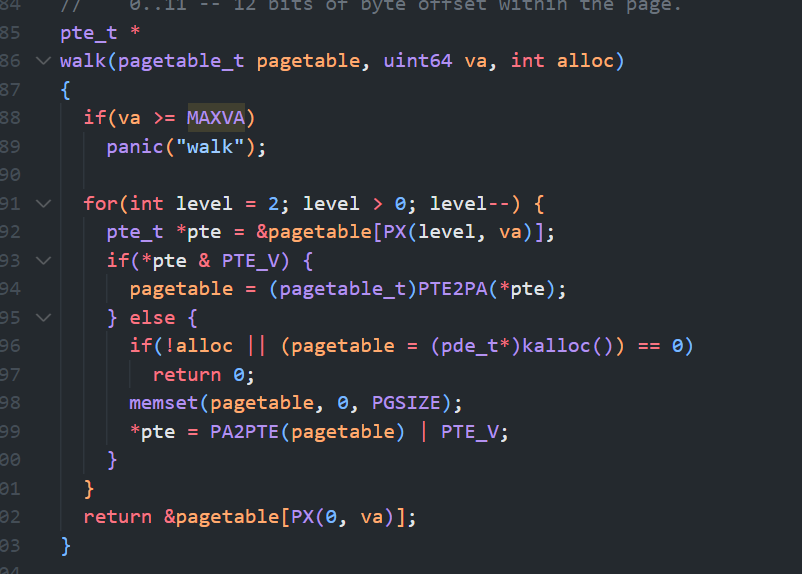 84 //    0..11 -- 12 bits of byte offset within the page.
85 pte_t *
86 walk(pagetable_t pagetable, uint64 va, int alloc)
87 {
88   if(va >= MAXVA)
89     panic("walk");
90
91   for(int level = 2; level > 0; level--) {
92     pte_t *pte = &pagetable[PX(level, va)];
93     if(*pte & PTE_V) {
94       pagetable = (pagetable_t)PTE2PA(*pte);
95     } else {
96       if(!alloc || (pagetable = (pde_t*)kalloc()) == 0)
97         return 0;
98       memset(pagetable, 0, PGSIZE);
99       *pte = PA2PTE(pagetable) | PTE_V;
00     }
01   }
02   return &pagetable[PX(0, va)];
03 }
04